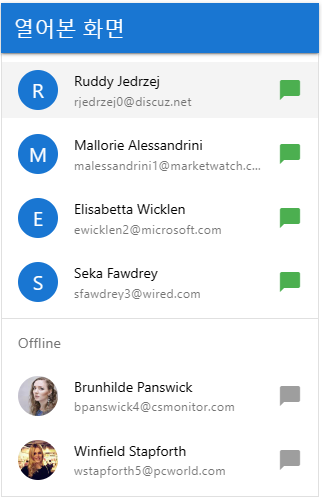 열어본 화면
R
Ruddy Jedrzej
rjedrzej0@discuz.net
M
Mallorie Alessandrini
malessandrini1@marketwatch.c...
E
Elisabetta Wicklen
ewicklen2@microsoft.com
S
Seka Fawdrey
sfawdrey3@wired.com
Offline
Brunhilde Panswick
bpanswick4@csmonitor.com
Winfield Stapforth
wstapforth5@pcworld.com